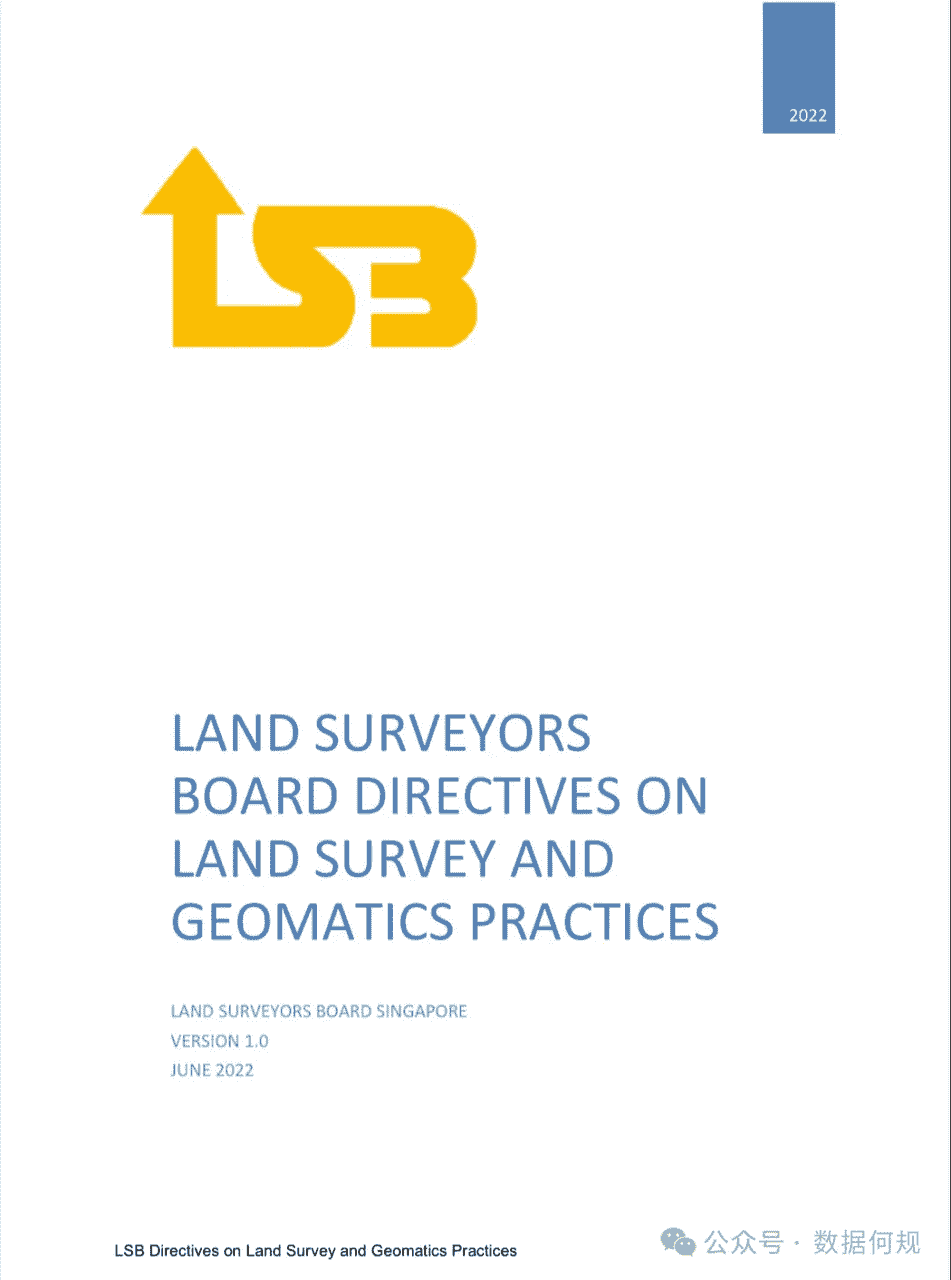 2022
LSB
LAND SURVEYORS
BOARD DIRECTIVES ON
LAND SURVEY AND
GEOMATICS PRACTICES
LAND SURVEYORS BOARD SINGAPORE
VERSION 1.0
JUNE 2022
LSB Directives on Land Survey and Geomatics Practices
公众号 · 数据何规